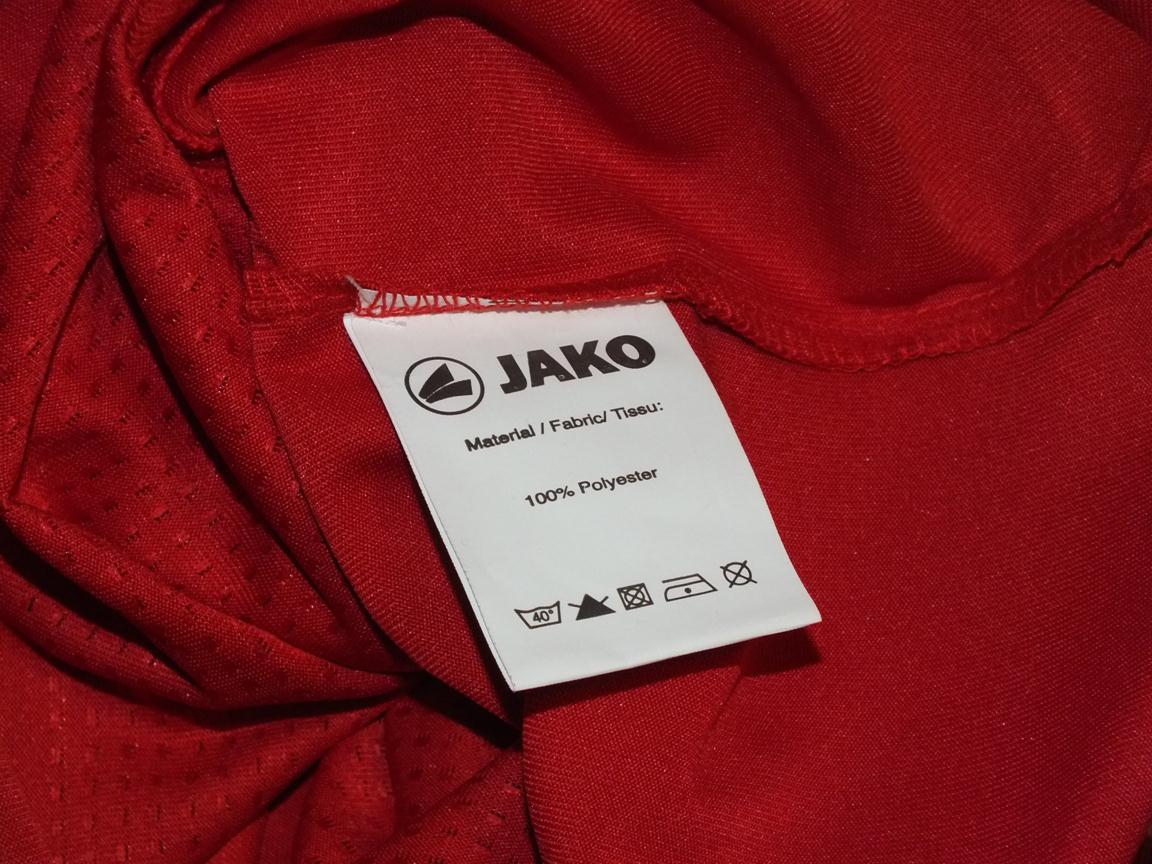 JAKO
Material / Fabric/ Tissu:
100% Polyester
40°